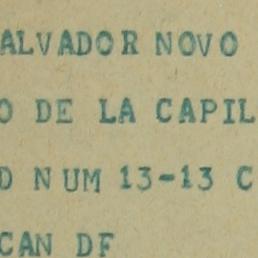 ALVADOR NOVO
O DE LA CAPIL
D NUM 13-13 C
CAN DF